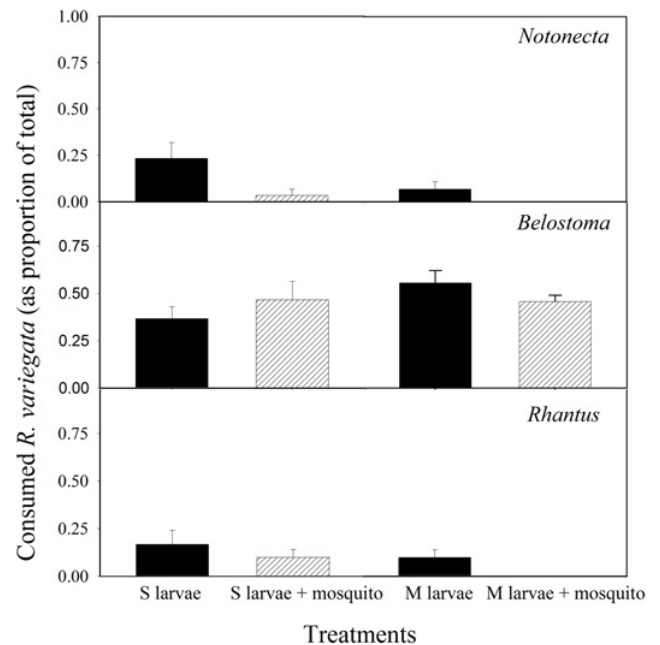 Consumed R. variegata (as proportion of total)
1.00
Notonecta
0.75
0.50
0.25
0.00
Belostoma
0.75
0.50
0.25
0.00
Rhantus
0.75
0.50
0.25
0.00
S larvae S larvae + mosquito M larvae M larvae + mosquito
Treatments